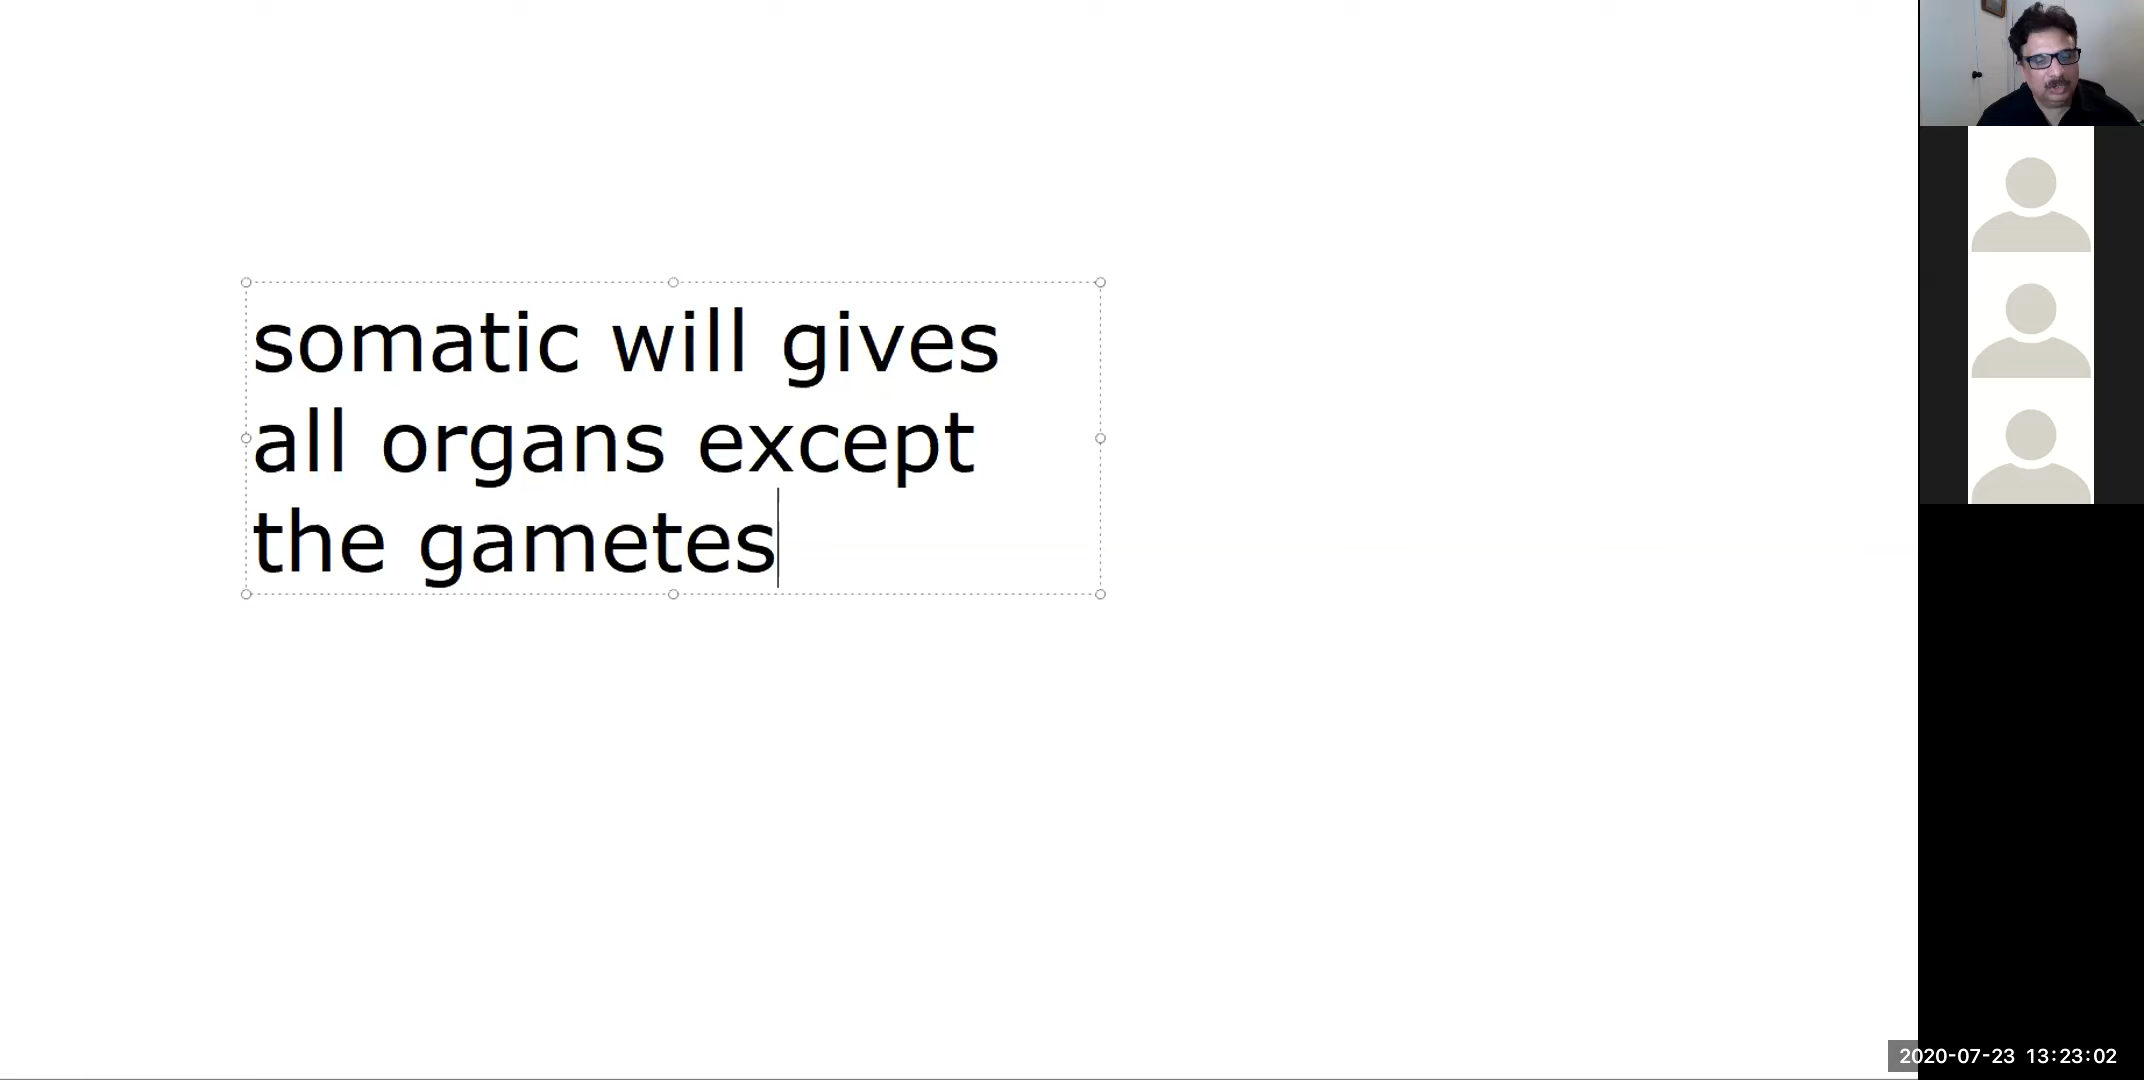 somatic will gives
all organs except
the gametes
2020-07-23 13:23:02